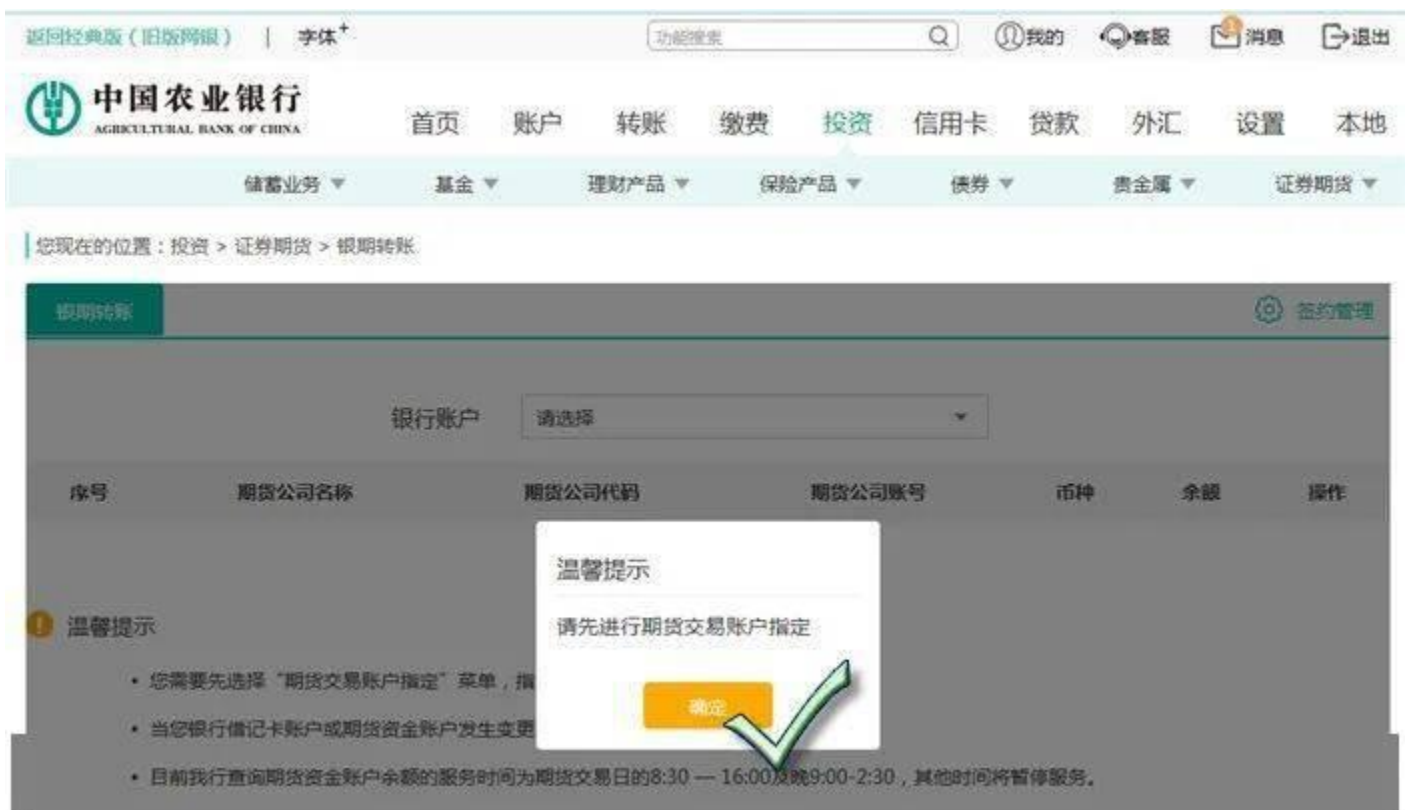 返回经典版（旧版网银） | 字体+ 功能搜索 我的 客服 1 消息 退出
中国农业银行
AGRICULTURAL BANK OF CHINA
首页 账户 转账 缴费 投资 信用卡 贷款 外汇 设置 本地
储蓄业务 基金 理财产品 保险产品 债券 贵金属 证券期货
您现在的位置：投资 > 证券期货 > 银期转账
银期转账 签约管理
银行账户 请选择
序号 期货公司名称 期货公司代码 期货公司账号 币种 余额 操作
温馨提示
请先进行期货交易账户指定
确定
温馨提示
• 您需要先选择“期货交易账户指定”菜单，指
• 当您银行借记卡账户或期货资金账户发生变更
• 目前我行查询期货资金账户余额的服务时间为期货交易日的8:30 — 16:00及晚9:00-2:30，其他时间将暂停服务。